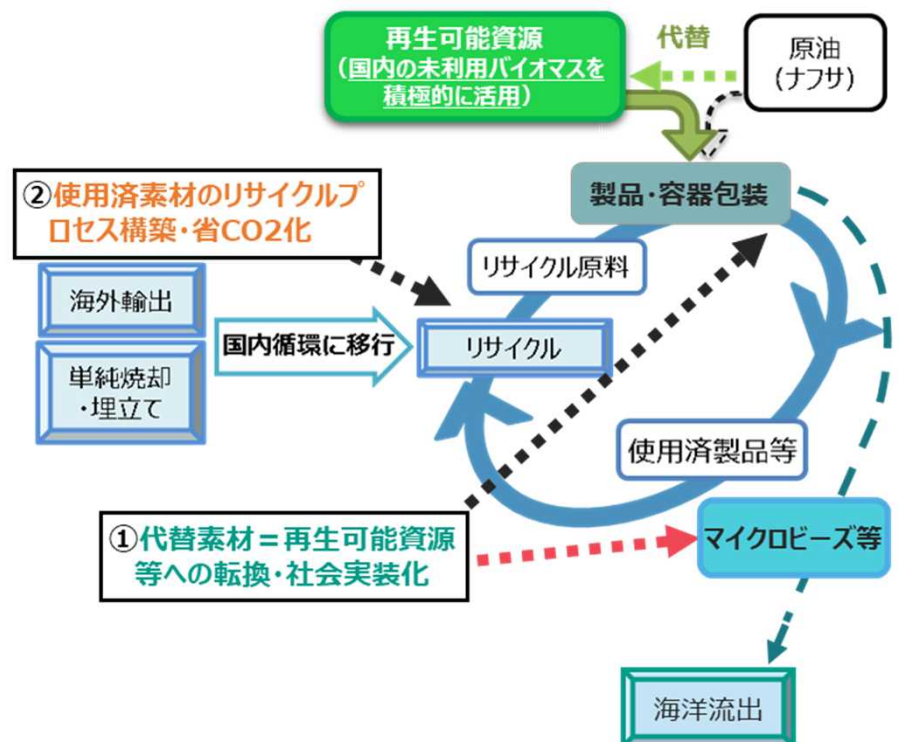 再生可能資源
（国内の未利用バイオマスを
積極的に活用）
代替
原油
(ナフサ)
製品・容器包装
②使用済素材のリサイクルプ
ロセス構築・省CO2化
リサイクル原料
海外輸出
国内循環に移行
リサイクル
単純焼却
・埋立て
使用済製品等
①代替素材＝再生可能資源
等への転換・社会実装化
マイクロビーズ等
海洋流出